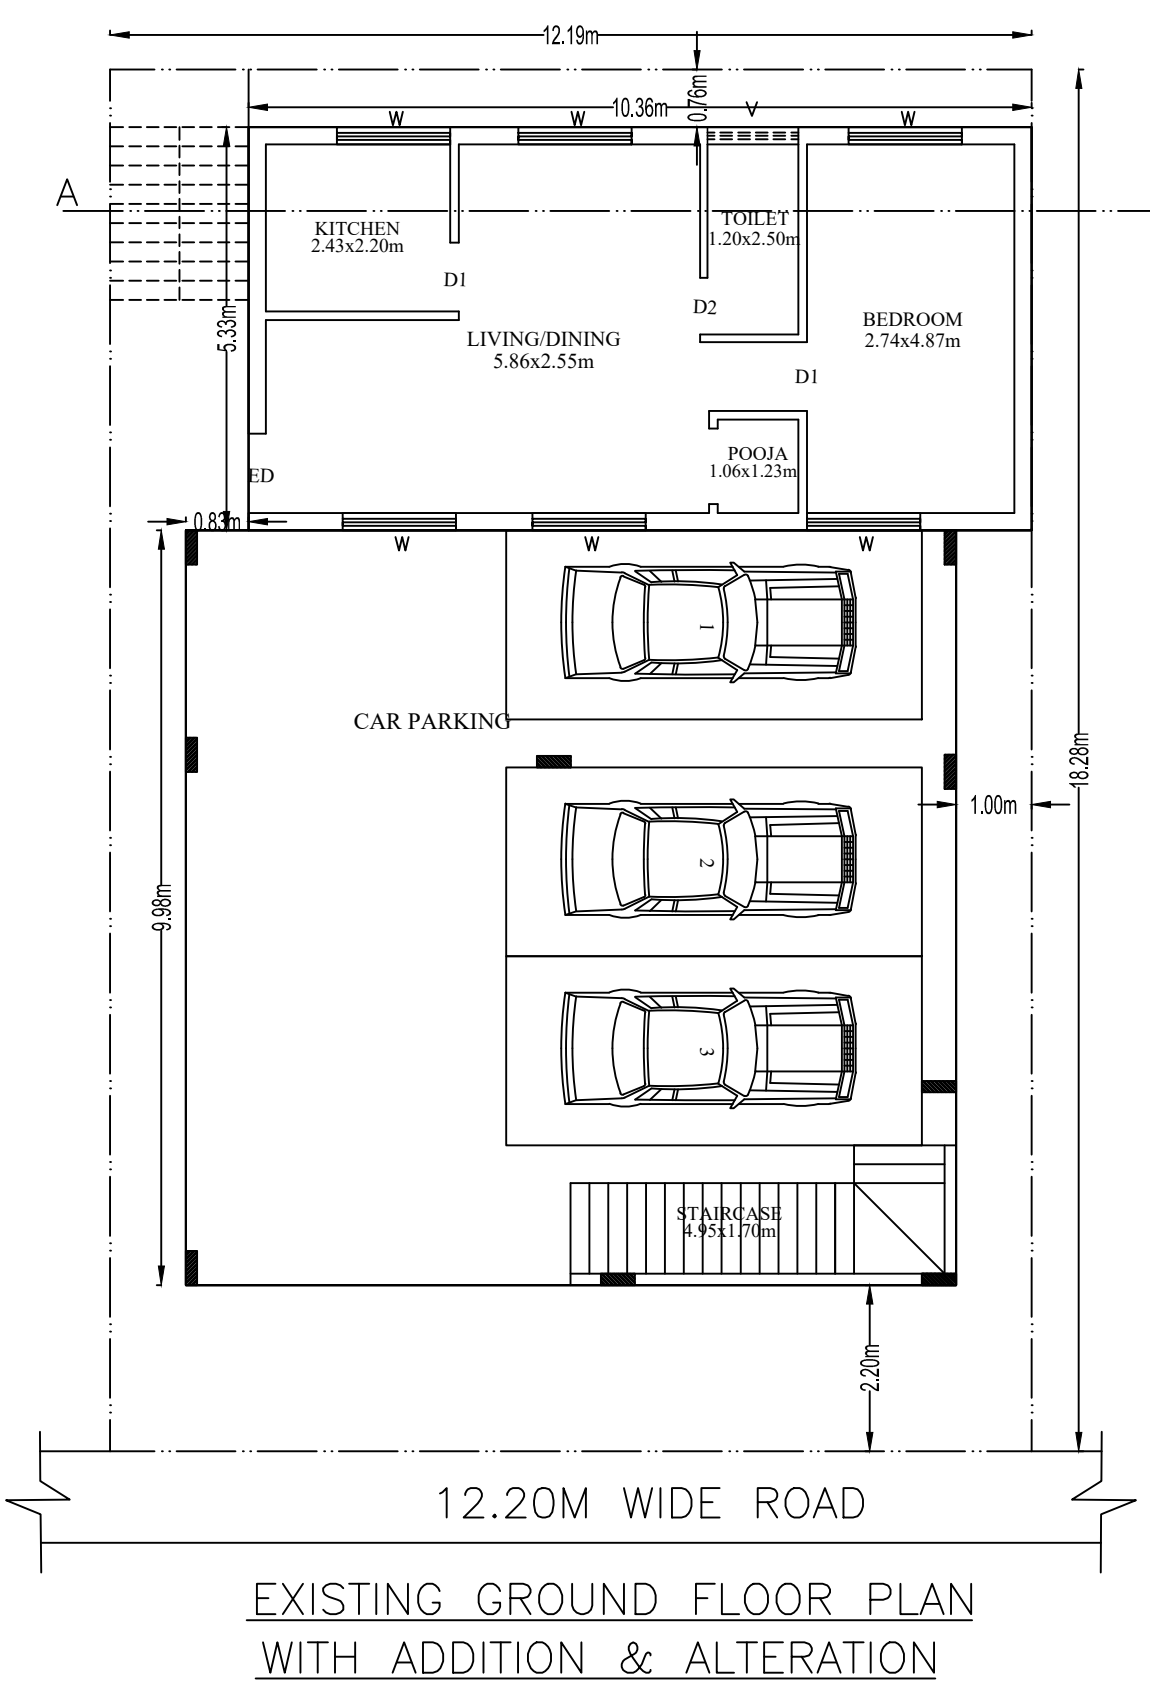 12.19m
0.76m
10.36m
W
W
V
W
A
KITCHEN
2.43x2.20m
TOILET
1.20x2.50m
D1
D2
5.33m
LIVING/DINING
5.86x2.55m
BEDROOM
2.74x4.87m
D1
POOJA
1.06x1.23m
ED
0.83m
W
W
W
1
CAR PARKING
18.28m
1.00m
2
9.98m
3
STAIRCASE
4.95x1.70m
2.20m
12.20M WIDE ROAD
EXISTING GROUND FLOOR PLAN
WITH ADDITION & ALTERATION